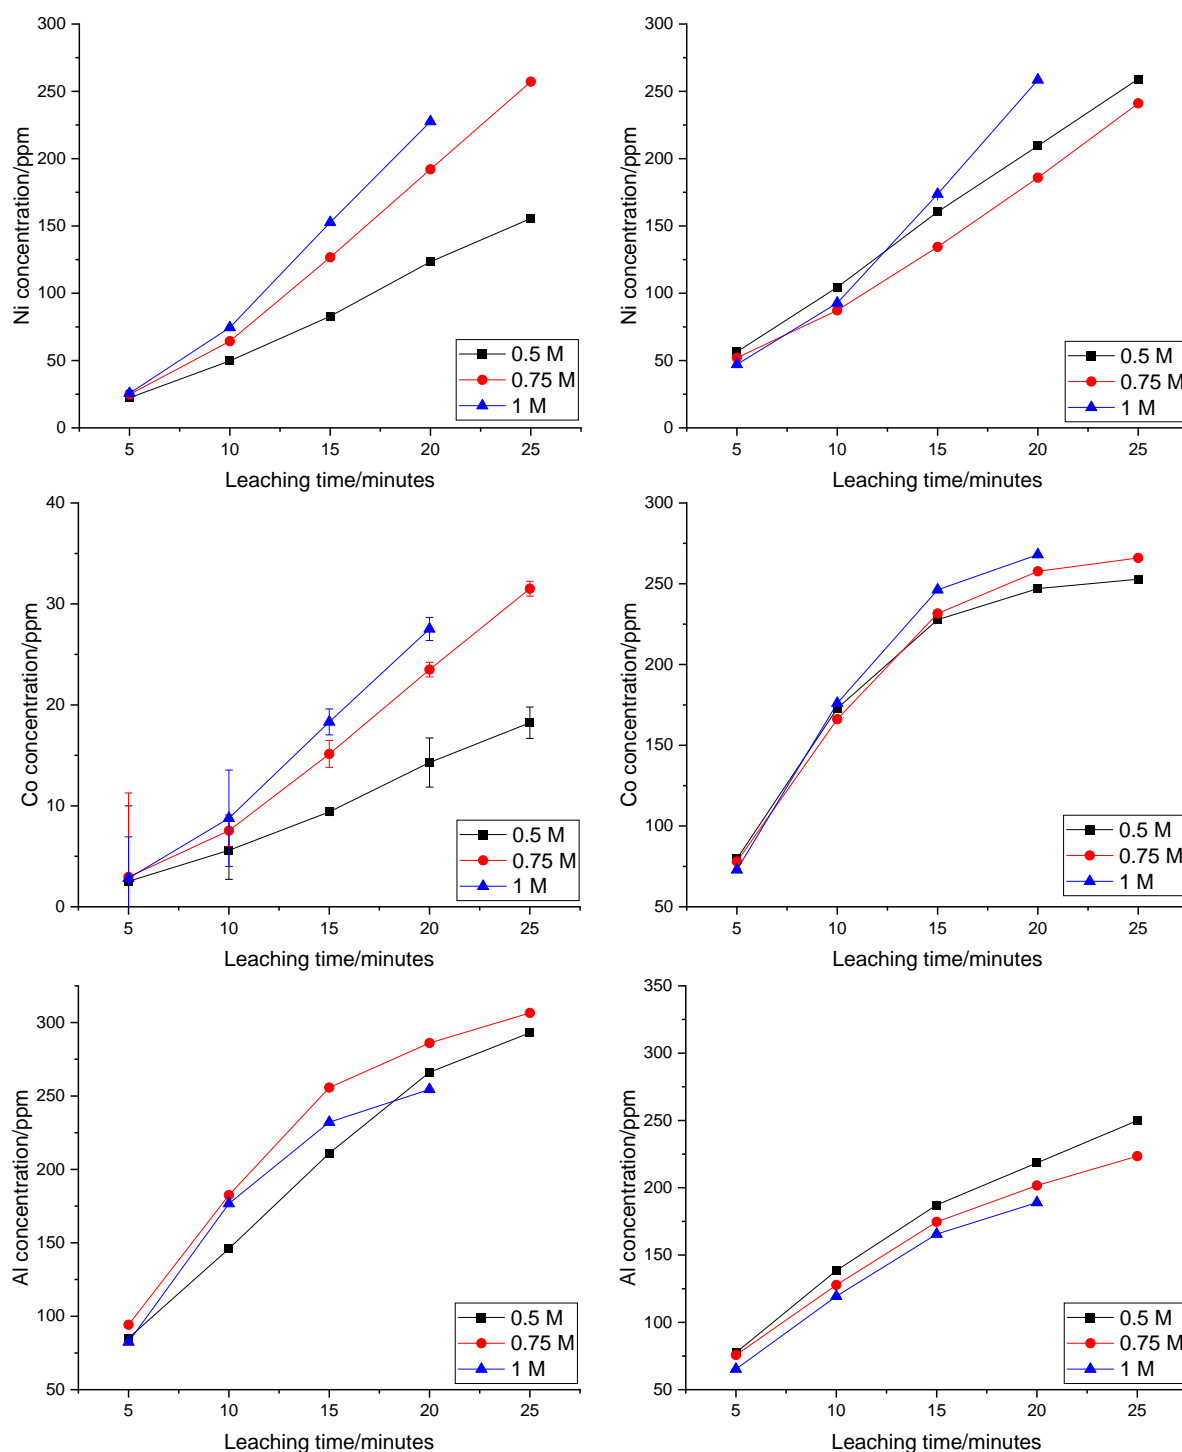 300
250
200
150
100
50
0
Ni concentration/ppm
5 10 15 20 25
Leaching time/minutes
0.5 M
0.75 M
1 M
300
250
200
150
100
50
0
Ni concentration/ppm
5 10 15 20 25
Leaching time/minutes
0.5 M
0.75 M
1 M
40
30
20
10
0
Co concentration/ppm
5 10 15 20 25
Leaching time/minutes
0.5 M
0.75 M
1 M
300
250
200
150
100
50
Co concentration/ppm
5 10 15 20 25
Leaching time/minutes
0.5 M
0.75 M
1 M
300
250
200
150
100
50
Al concentration/ppm
5 10 15 20 25
Leaching time/minutes
0.5 M
0.75 M
1 M
350
300
250
200
150
100
50
Al concentration/ppm
5 10 15 20 25
Leaching time/minutes
0.5 M
0.75 M
1 M